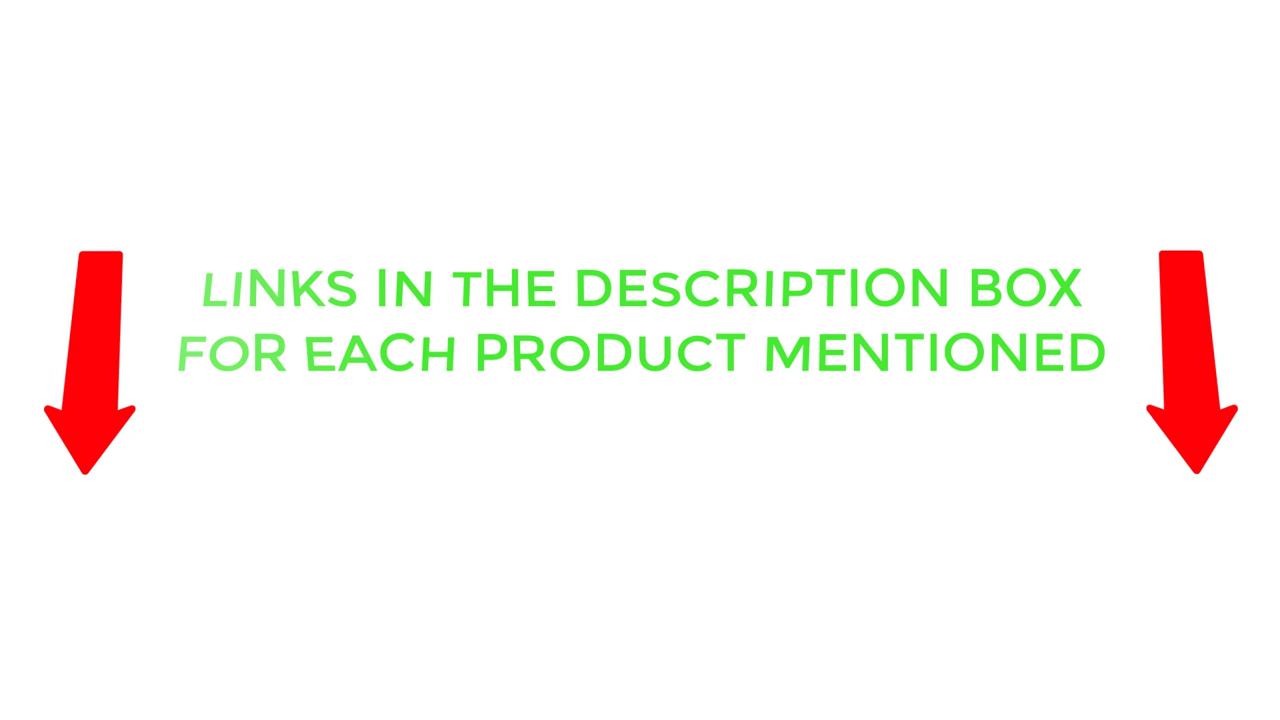 LINKS IN THE DESCRIPTION BOX
FOR EACH PRODUCT MENTIONED